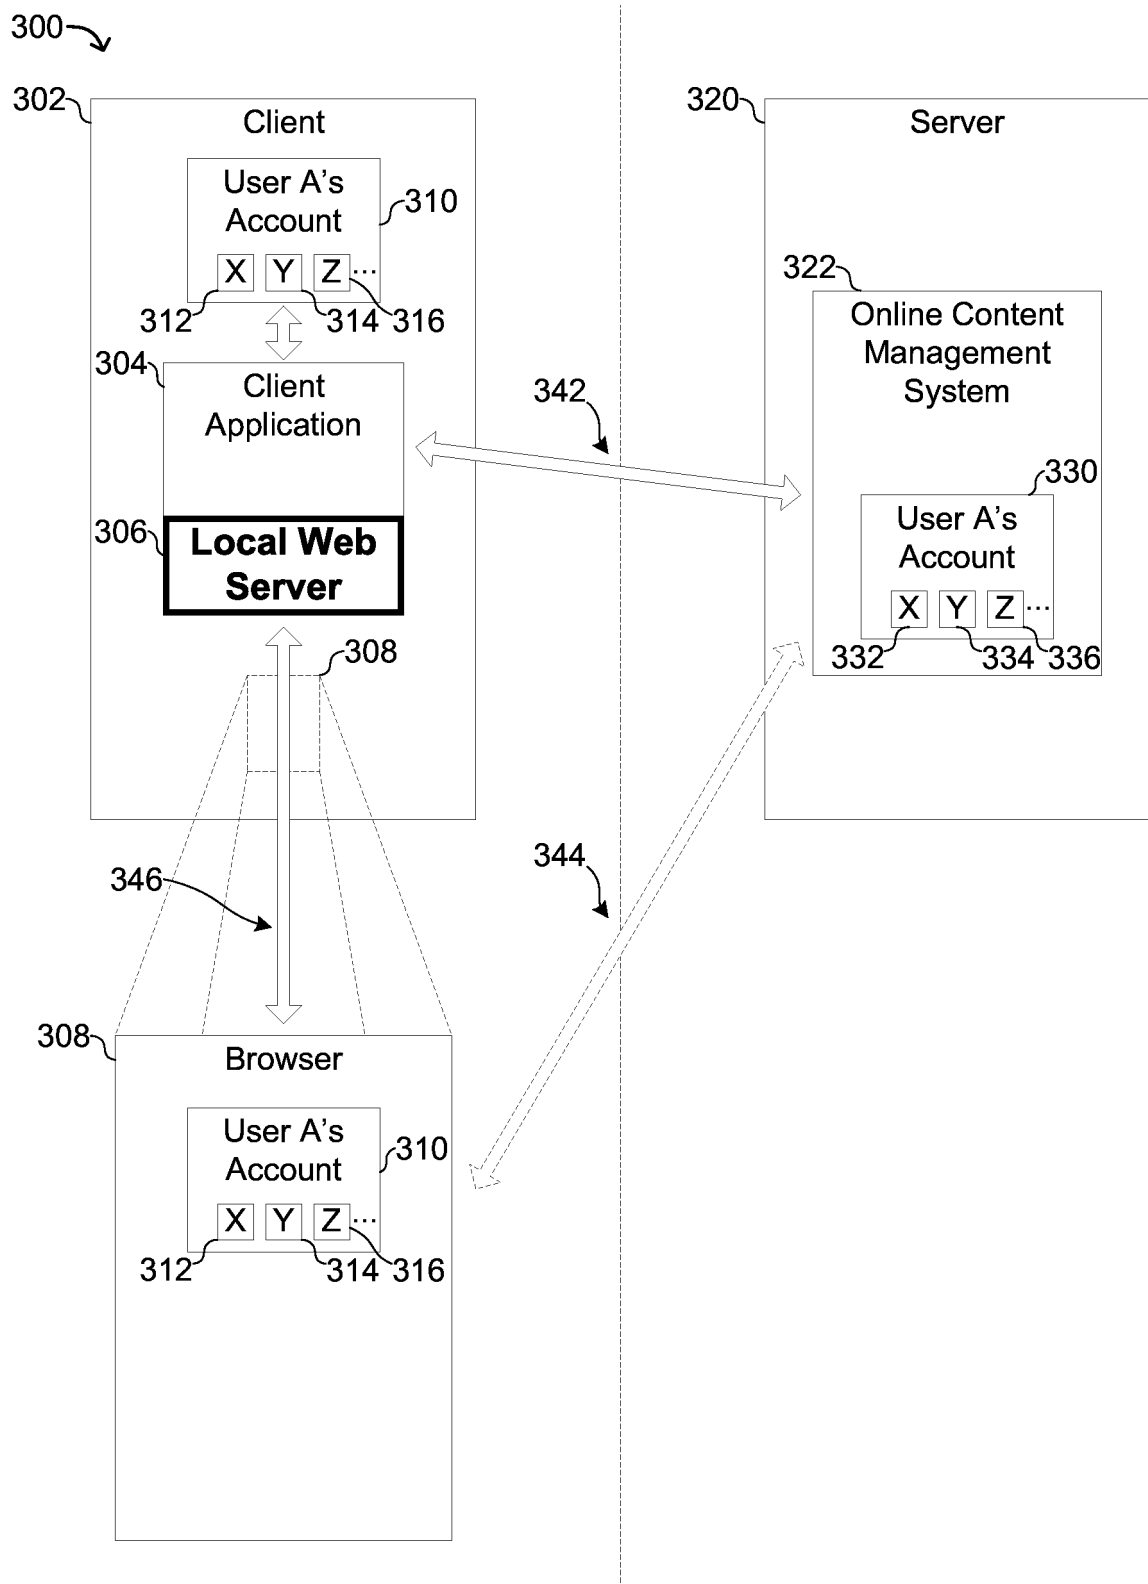 300
302
Client
320
Server
User A's
Account
310
X Y Z ...
312
314
316
322
Online Content
Management
System
304
Client
Application
342
330
User A's
Account
306
Local Web
Server
X Y Z ...
332
334
336
308
344
346
308
Browser
User A's
Account
310
X Y Z ...
312
314
316